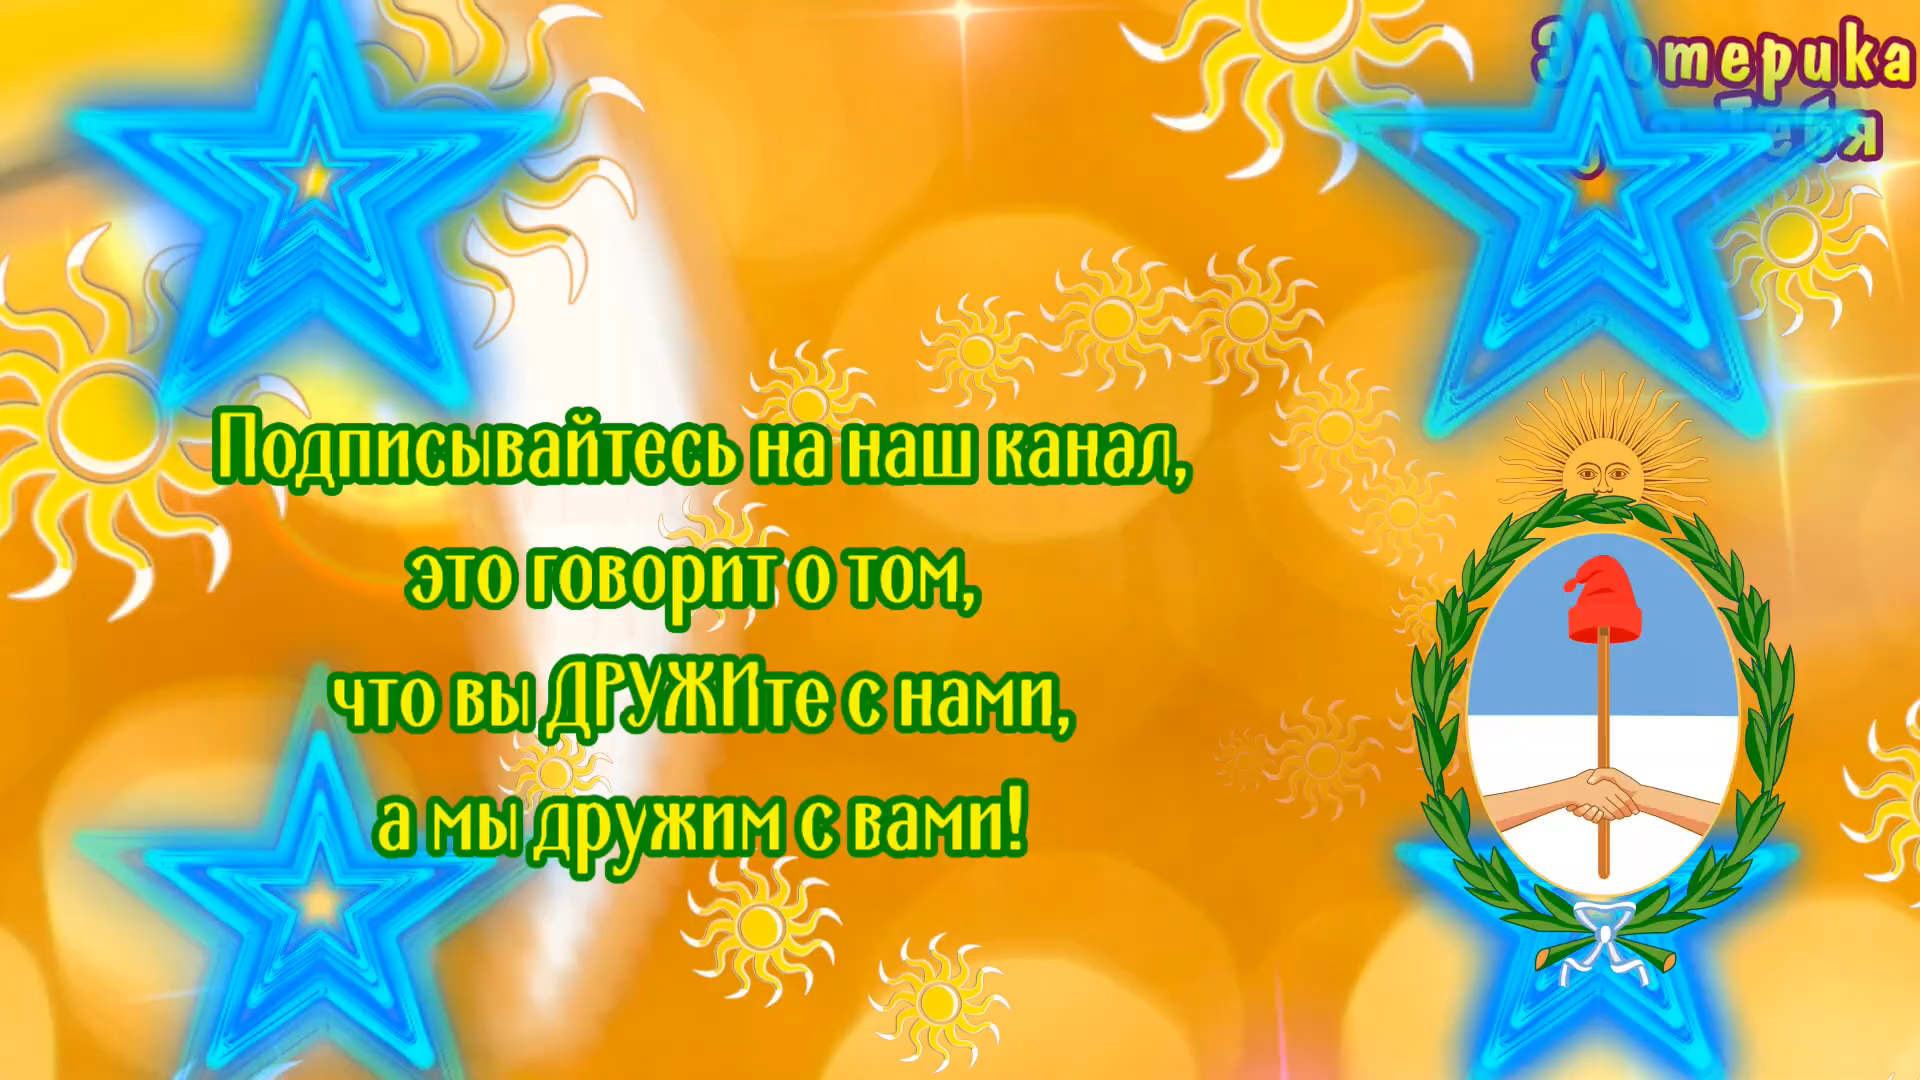 Подписывайтесь на наш канал,
это говорит о том,
что вы ДРУЖИте с нами,
а мы дружим с вами!